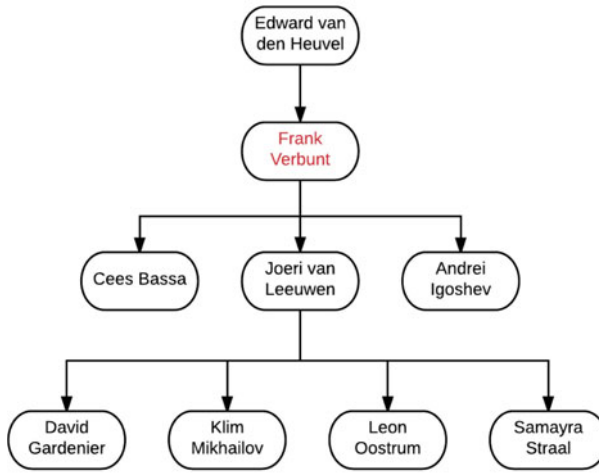 Edward van
den Heuvel
Frank
Verbunt
Cees Bassa
Joeri van
Leeuwen
Andrei
Igoshev
David
Gardenier
Klim
Mikhailov
Leon
Oostrum
Samayra
Straal